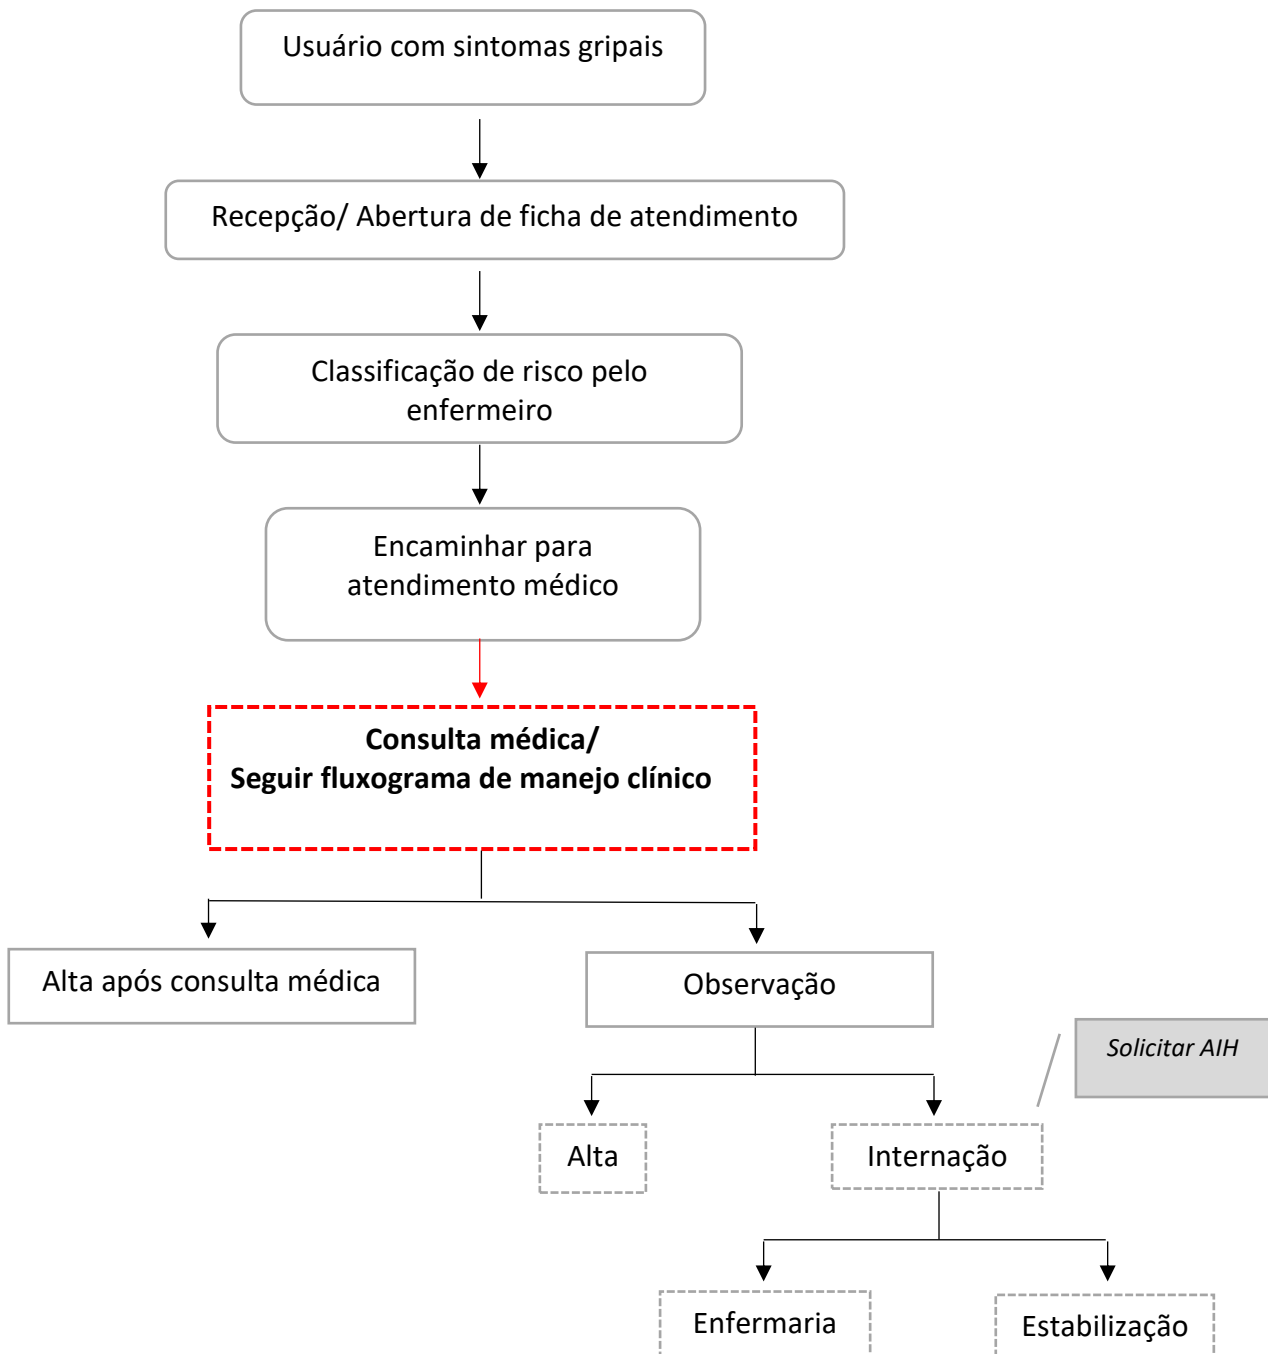 Usuário com sintomas gripais
Recepção/ Abertura de ficha de atendimento
Classificação de risco pelo
enfermeiro
Encaminhar para
atendimento médico
Consulta médica/
Seguir fluxograma de manejo clínico
Alta após consulta médica
Observação
Solicitar AIH
Alta
Internação
Enfermaria
Estabilização